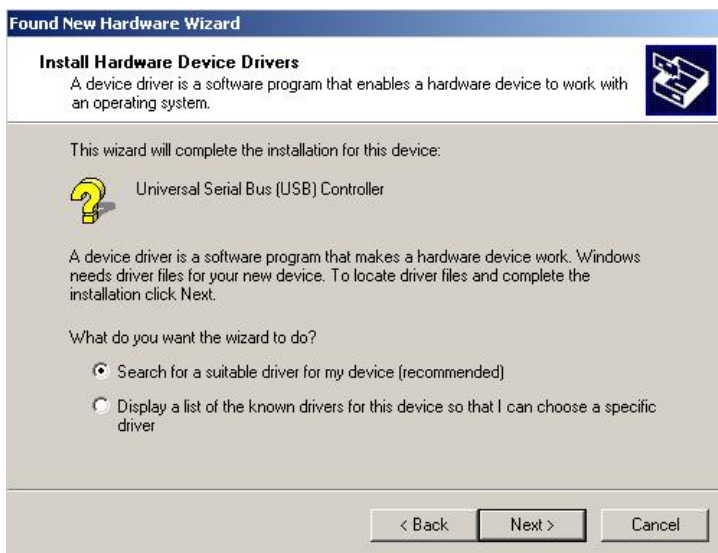 Found New Hardware Wizard
Install Hardware Device Drivers
A device driver is a software program that enables a hardware device to work with
an operating system.
This wizard will complete the installation for this device:
Universal Serial Bus (USB) Controller
A device driver is a software program that makes a hardware device work. Windows
needs driver files for your new device. To locate driver files and complete the
installation click Next.
What do you want the wizard to do?
Search for a suitable driver for my device (recommended)
Display a list of the known drivers for this device so that I can choose a specific
driver
< Back Next > Cancel